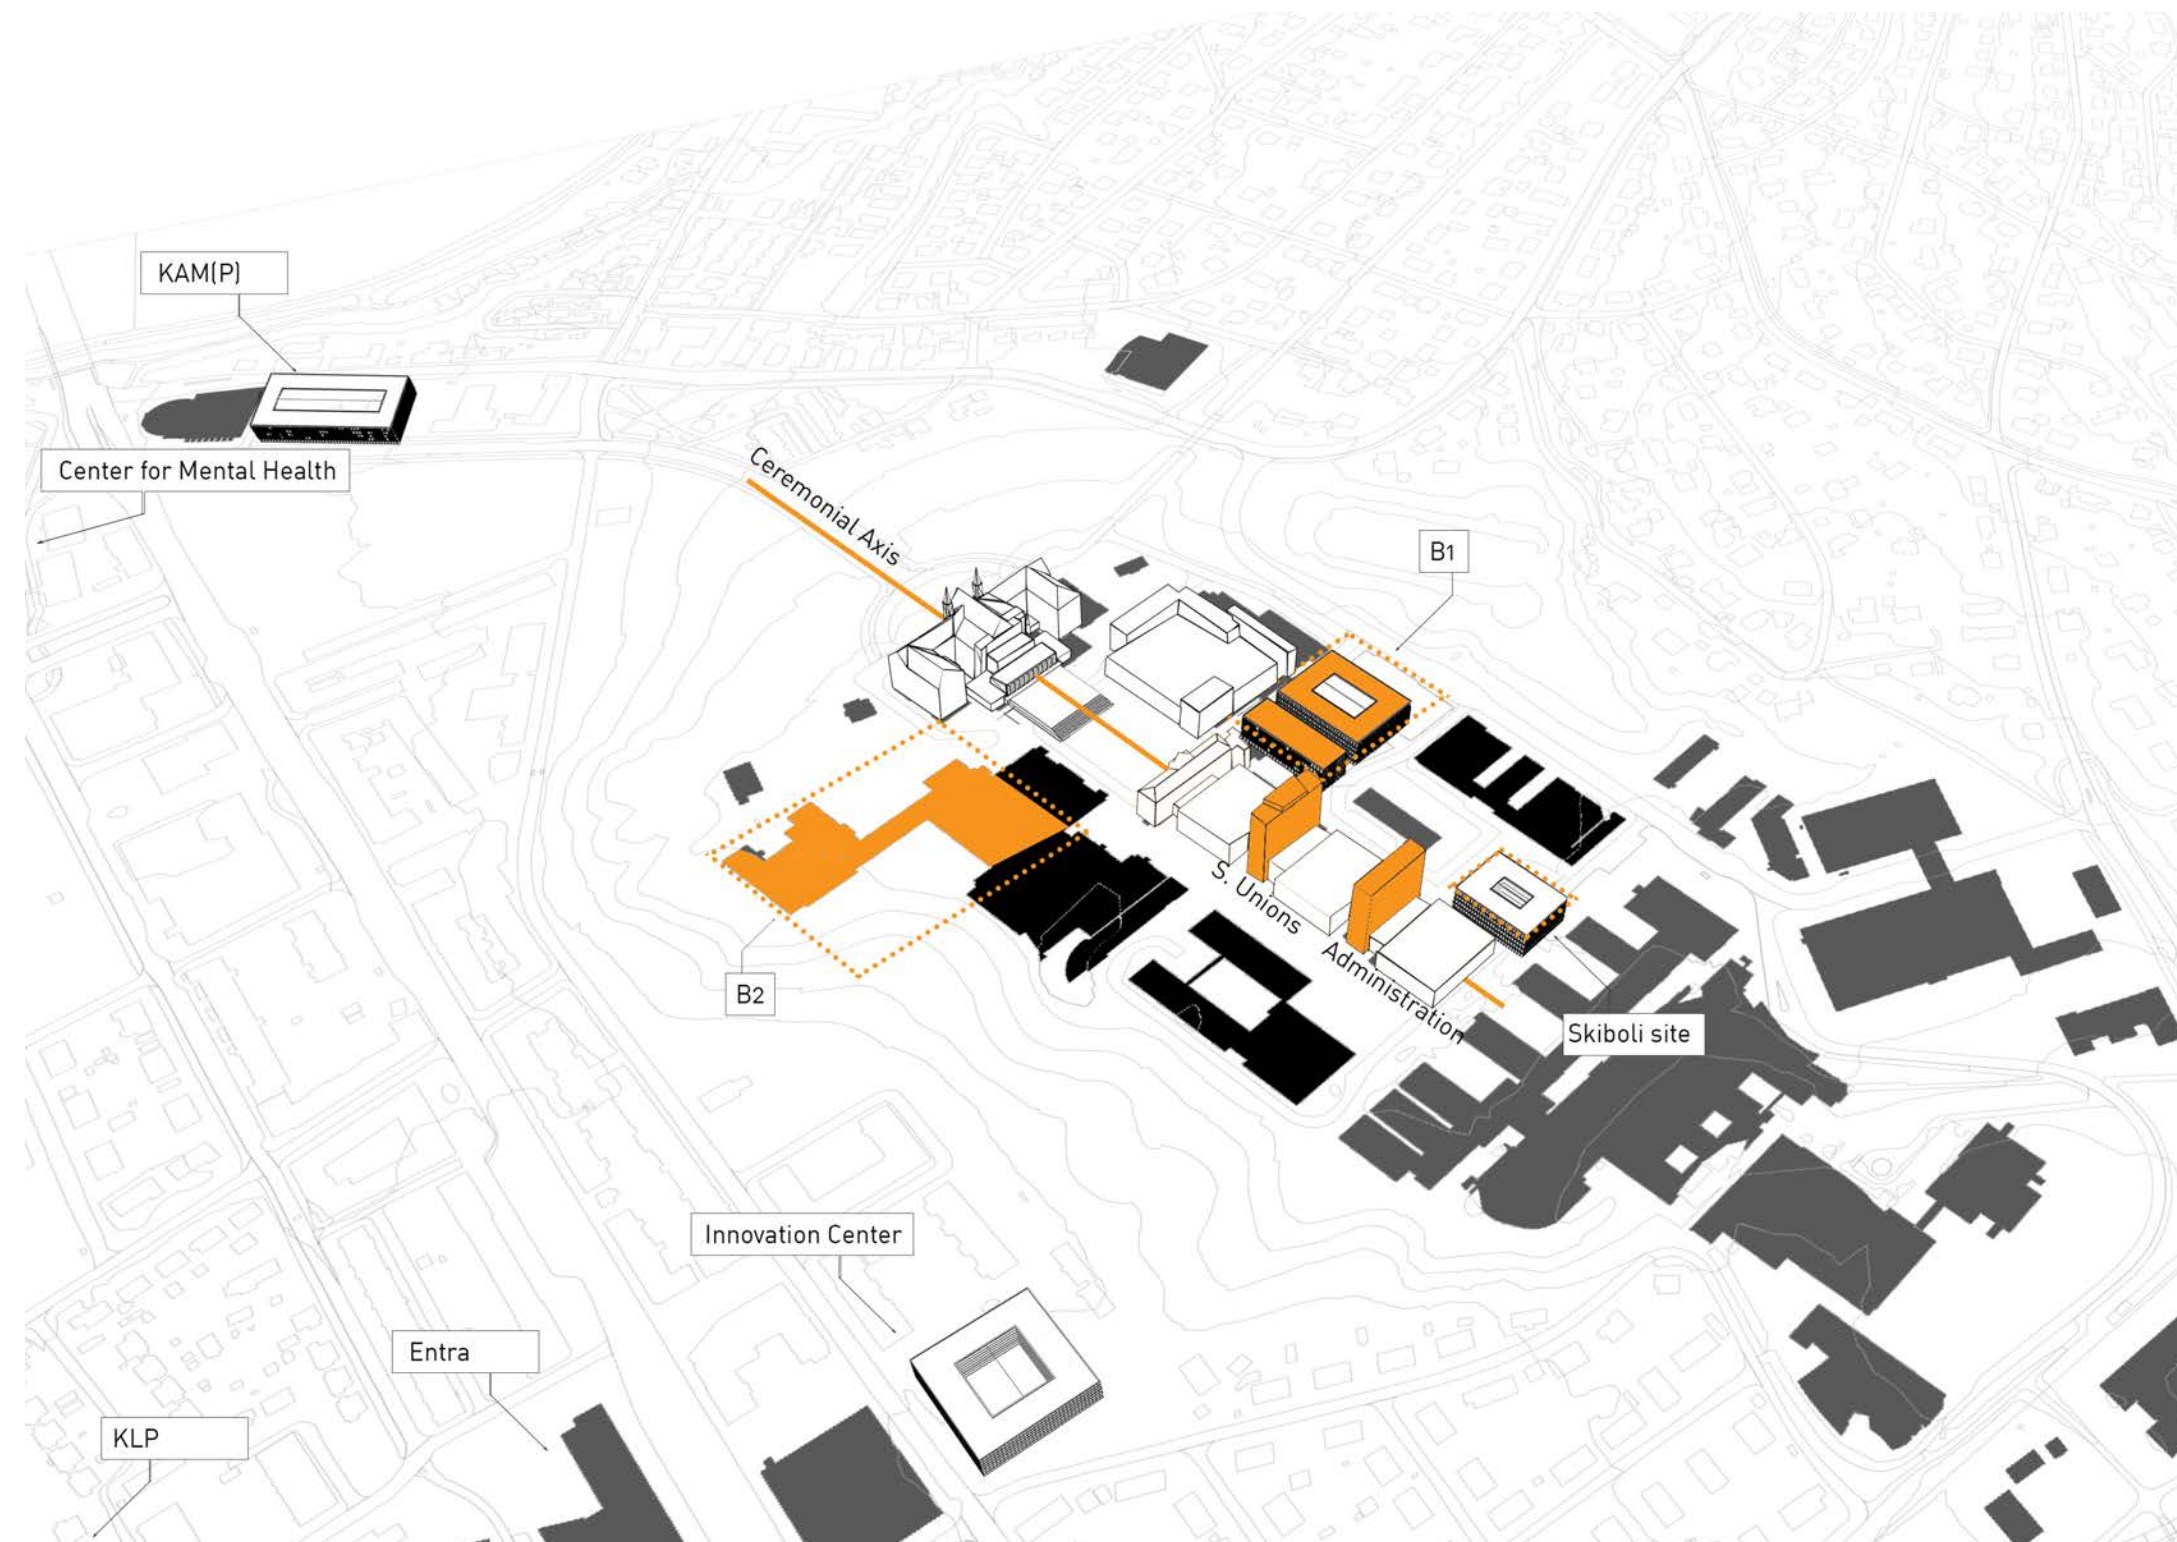 KAM(P)
Center for Mental Health
Ceremonial Axis
B1
B2
S. Unions
Administration
Skiboli site
Innovation Center
Entra
KLP